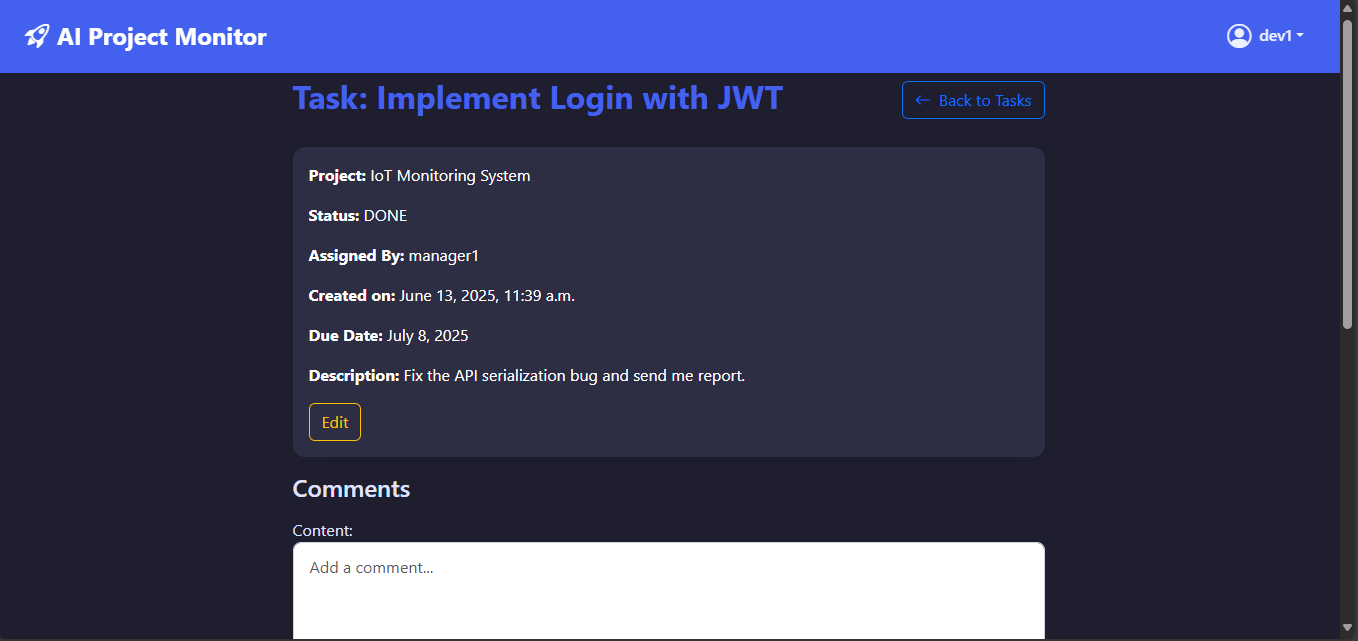 AI Project Monitor
dev1
Task: Implement Login with JWT
← Back to Tasks
Project: IoT Monitoring System
Status: DONE
Assigned By: manager1
Created on: June 13, 2025, 11:39 a.m.
Due Date: July 8, 2025
Description: Fix the API serialization bug and send me report.
Edit
Comments
Content:
Add a comment...